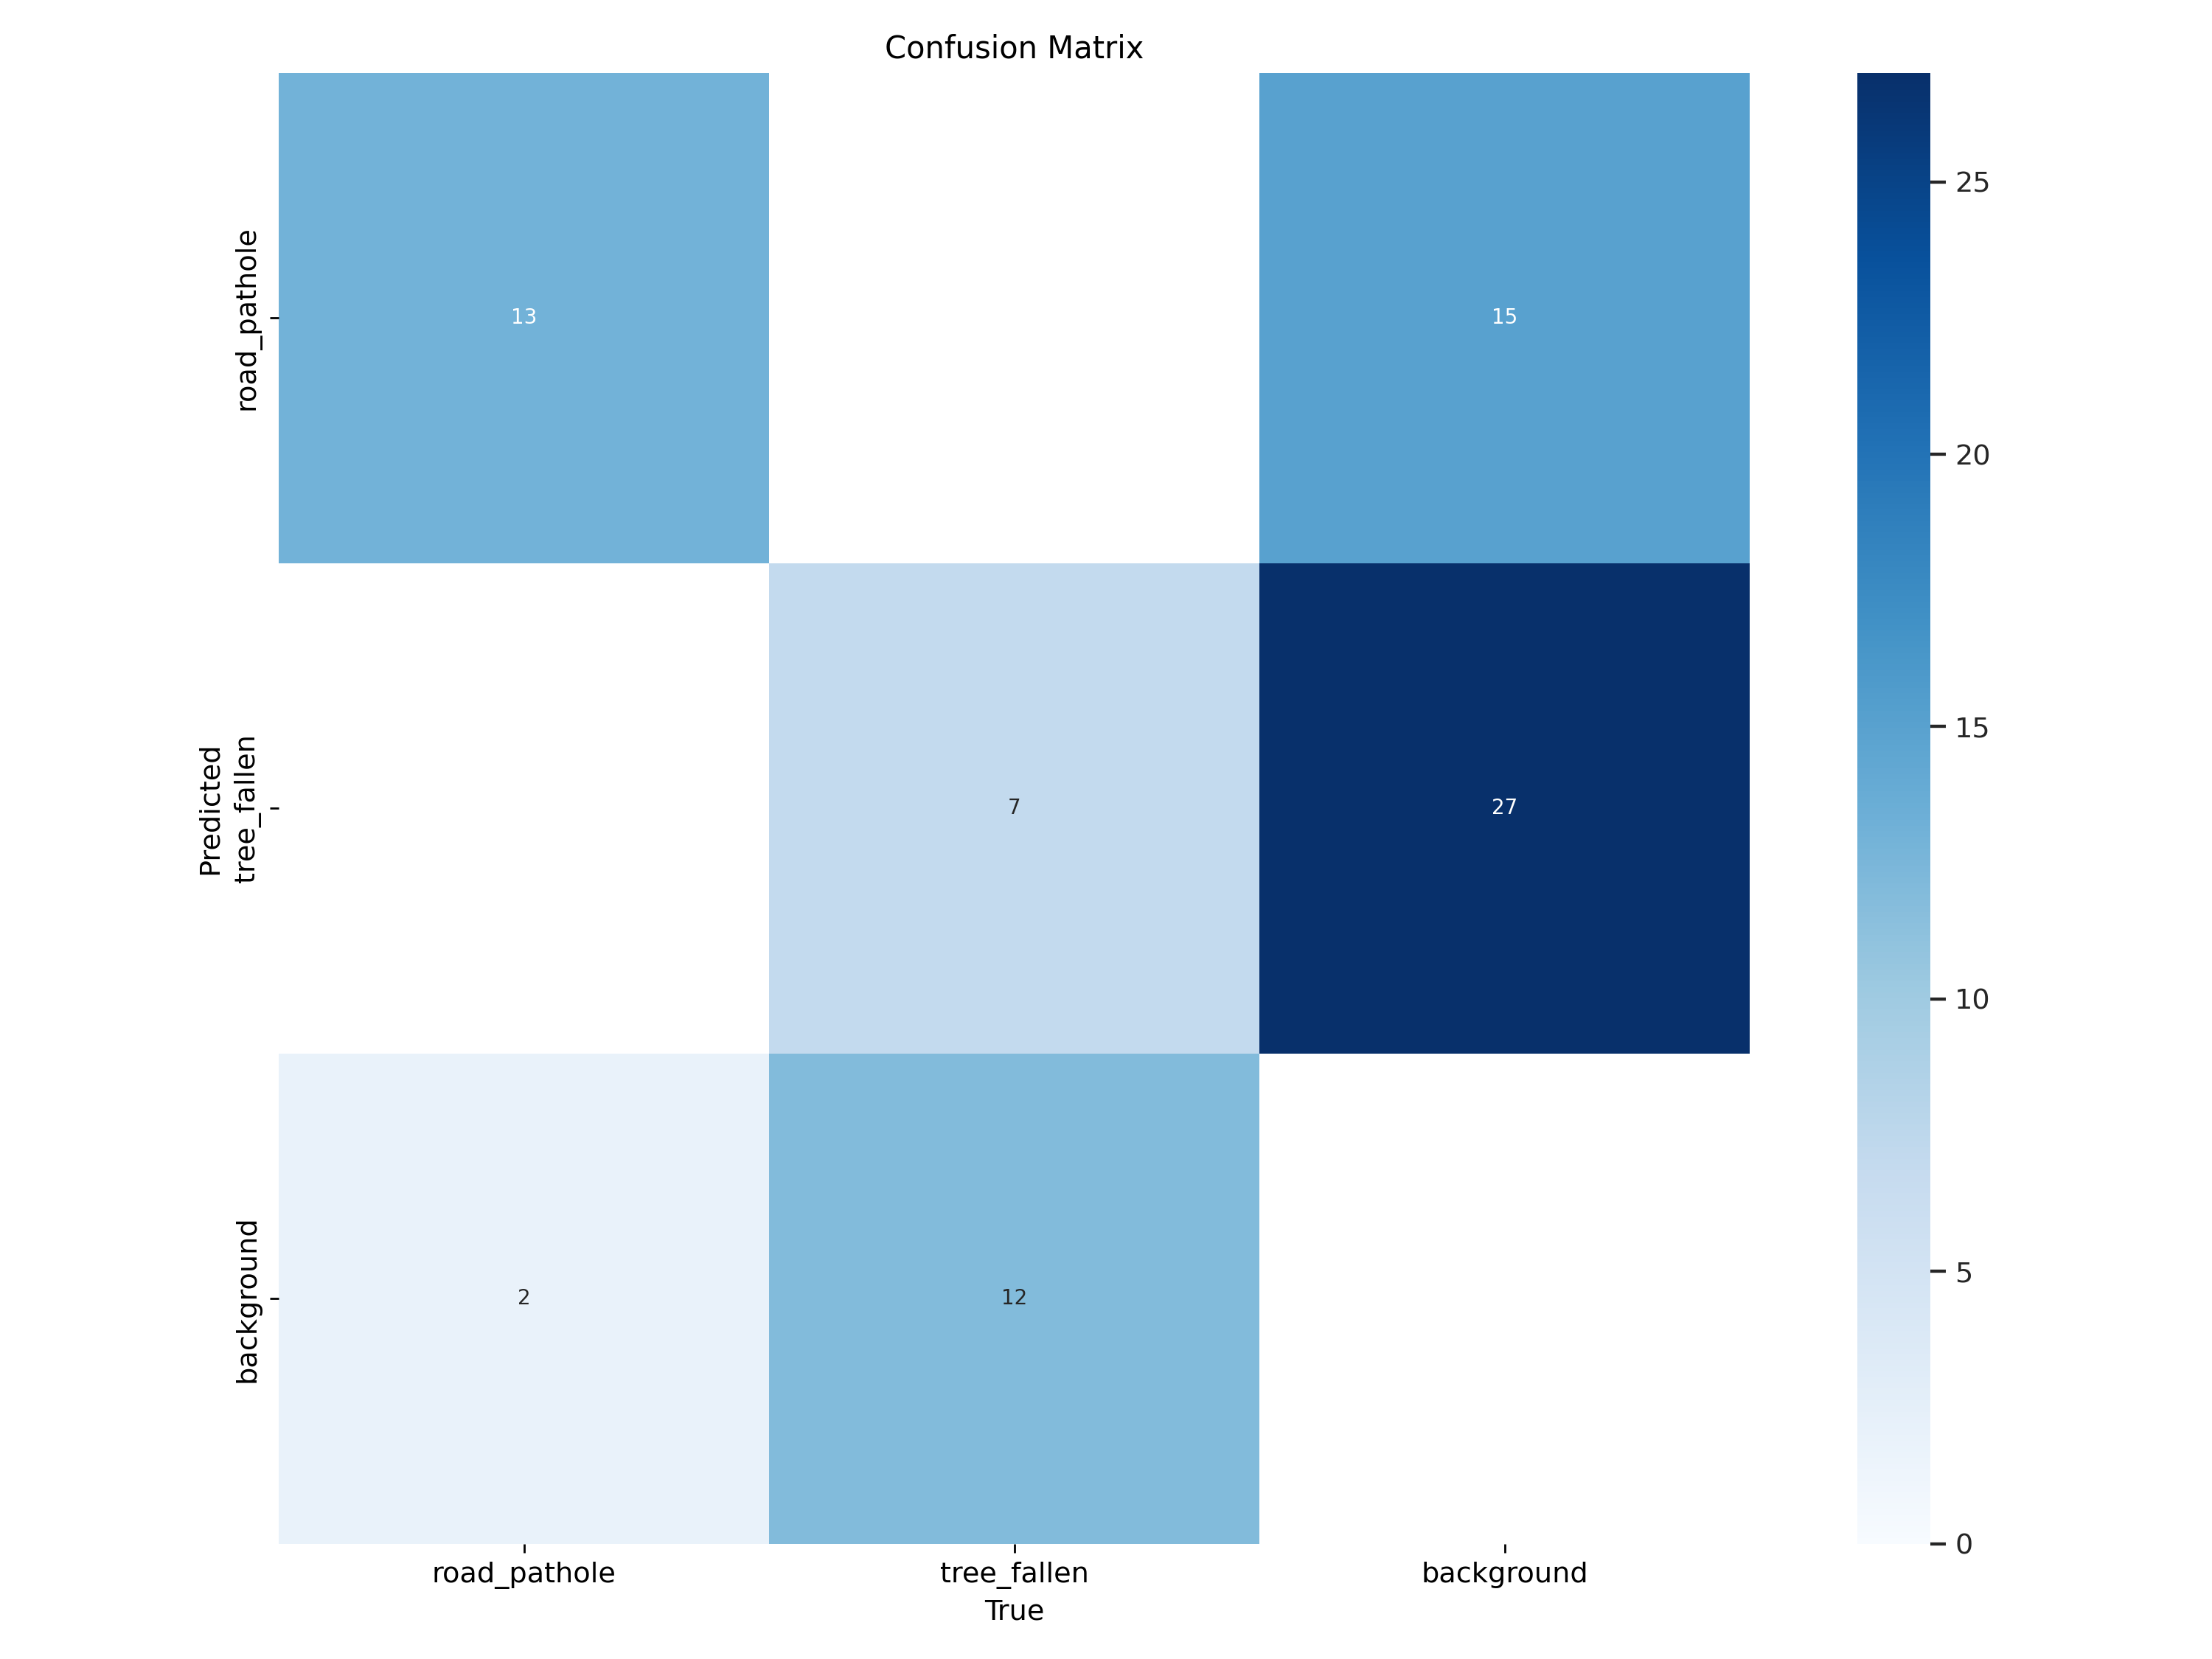 Confusion Matrix
road_pathole
13
15
25
20
Predicted
tree_fallen
7
27
15
10
background
2
12
5
0
road_pathole
tree_fallen
background
True